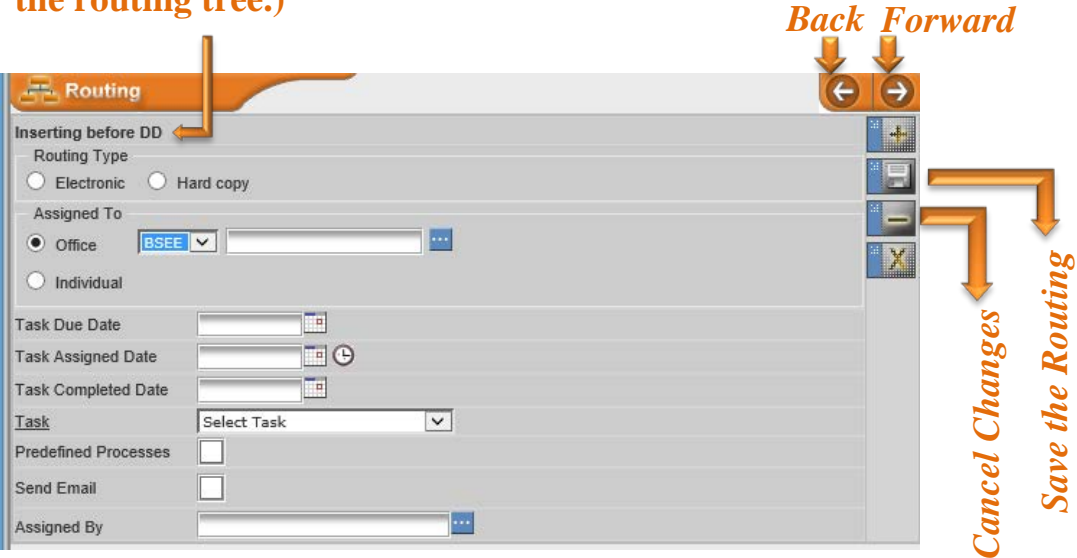 the routing tree.)
Back Forward
Routing
Inserting before DD
Routing Type
Electronic Hard copy
Assigned To
Office BSEE
Individual
Task Due Date
Task Assigned Date
Task Completed Date
Task Select Task
Predefined Processes
Send Email
Assigned By
Cancel Changes
Save the Routing